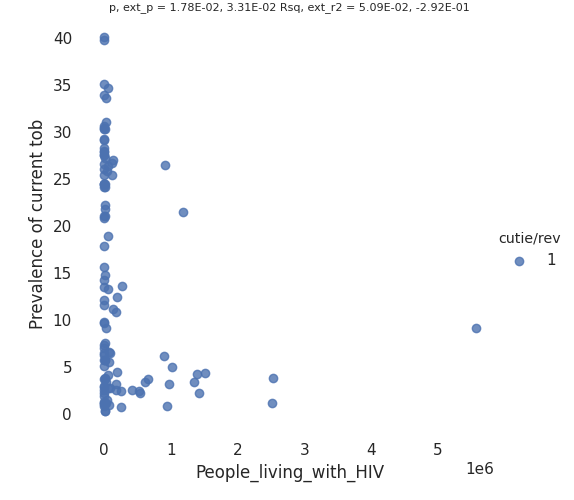 p, ext_p = 1.78E-02, 3.31E-02 Rsq, ext_r2 = 5.09E-02, -2.92E-01
40
35
30
25
20
15
10
5
0
Prevalence of current tob
cutie/rev
1
0 1 2 3 4 5
1e6
People_living_with_HIV